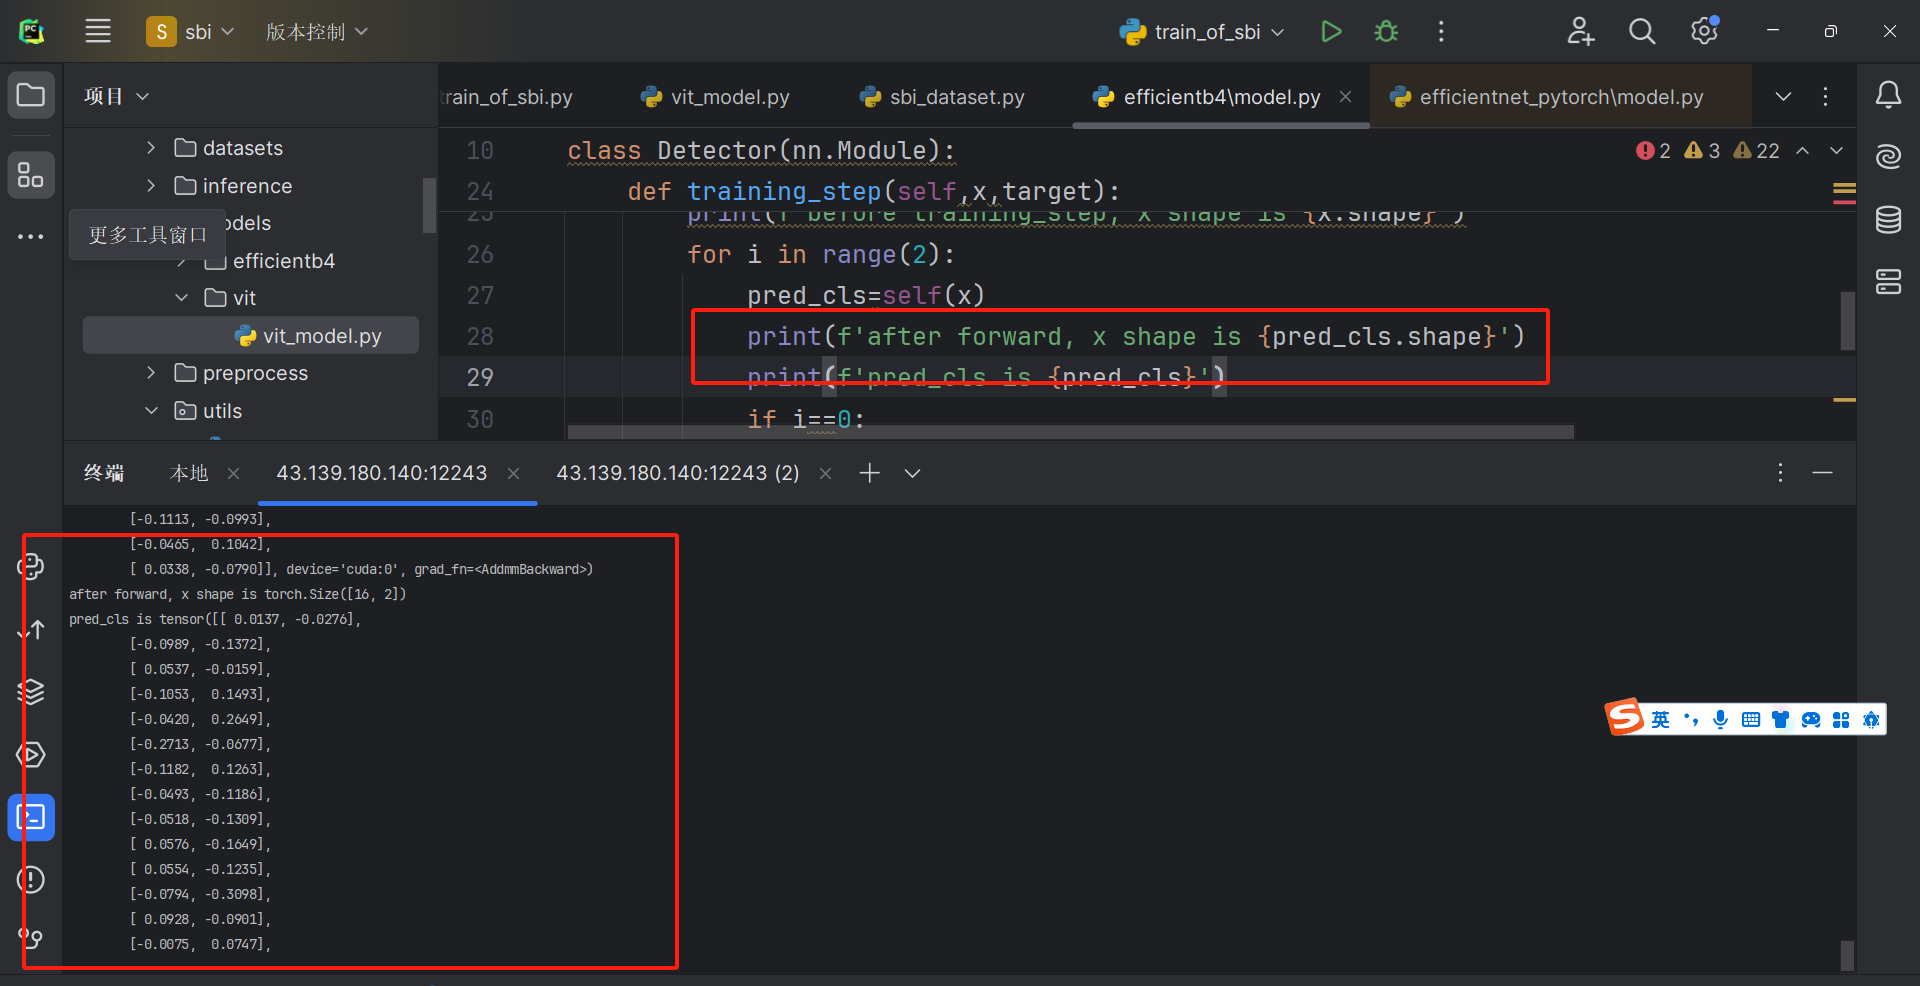 PC
S sbi 版本控制 train_of_sbi
项目 train_of_sbi.py vit_model.py sbi_dataset.py efficientb4\model.py efficientnet_pytorch\model.py
datasets
inference
odels
更多工具窗口
efficientb4
vit
vit_model.py
preprocess
utils
10 class Detector(nn.Module): 2 3 22
24 def training_step(self,x,target):
25 print(f'before training_step, x shape is {x.shape}')
26 for i in range(2):
27 pred_cls=self(x)
28 print(f'after forward, x shape is {pred_cls.shape}')
29 print(f'pred_cls is {pred_cls}')
30 if i==0:
终端 本地 43.139.180.140:12243 43.139.180.140:12243 (2)
[-0.1113, -0.0993],
[-0.0465,  0.1042],
[ 0.0338, -0.0790]], device='cuda:0', grad_fn=<AddmmBackward>)
after forward, x shape is torch.Size([16, 2])
pred_cls is tensor([[ 0.0137, -0.0276],
[-0.0989, -0.1372],
[ 0.0537, -0.0159],
[-0.1053,  0.1493],
[-0.0420,  0.2649],
[-0.2713, -0.0677],
[-0.1182,  0.1263],
[-0.0493, -0.1186],
[-0.0518, -0.1309],
[ 0.0576, -0.1649],
[ 0.0554, -0.1235],
[-0.0794, -0.3098],
[ 0.0928, -0.0901],
[-0.0075,  0.0747],
S 英